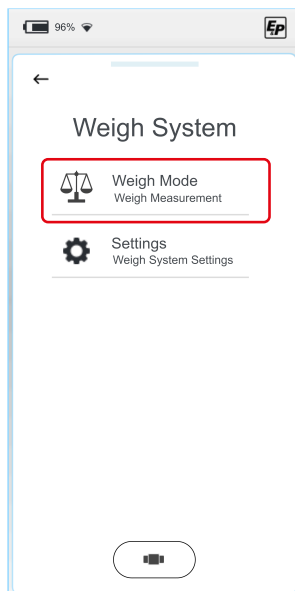 96%
EP
Weigh System
Weigh Mode
Weigh Measurement
Settings
Weigh System Settings